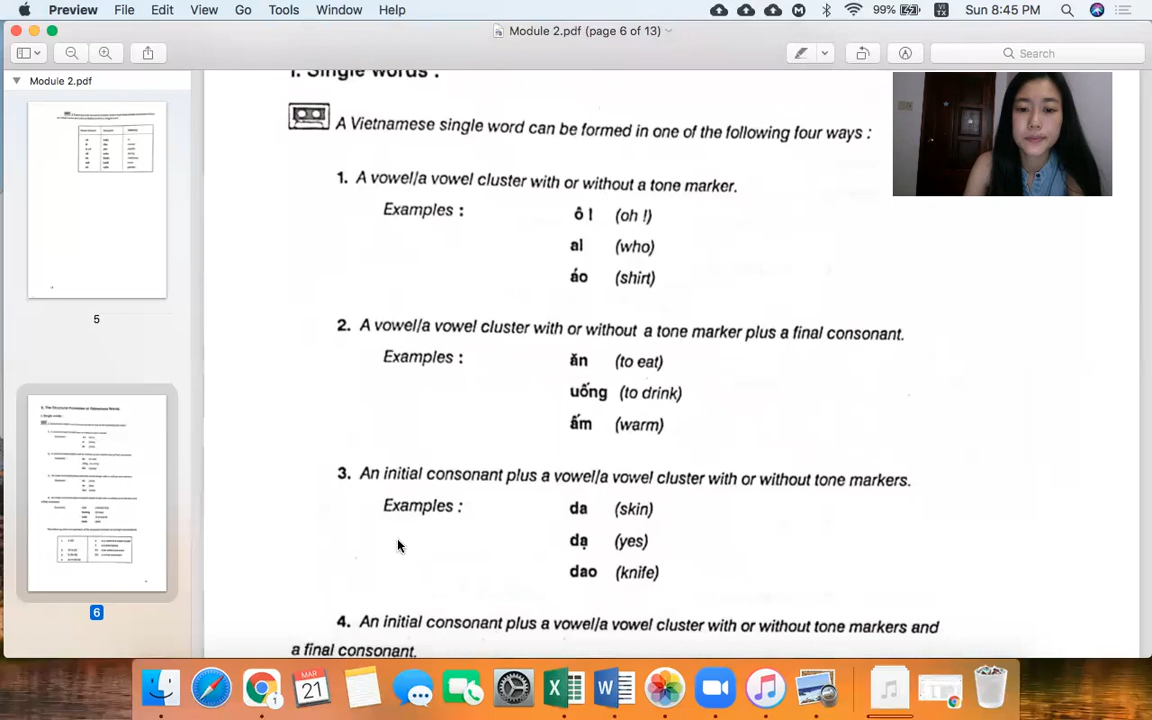 Preview File Edit View Go Tools Window Help 99% VI TX Sun 8:45 PM
Module 2.pdf (page 6 of 13)
Search
Module 2.pdf
5
6
I. Single words :
A Vietnamese single word can be formed in one of the following four ways :
1. A vowel/a vowel cluster with or without a tone marker.
Examples : ô ! (oh !)
aI (who)
áo (shirt)
2. A vowel/a vowel cluster with or without a tone marker plus a final consonant.
Examples : ăn (to eat)
uống (to drink)
ấm (warm)
3. An initial consonant plus a vowel/a vowel cluster with or without tone markers.
Examples : da (skin)
dạ (yes)
dao (knife)
4. An initial consonant plus a vowel/a vowel cluster with or without tone markers and
a final consonant.
MAR
21
X
W
1